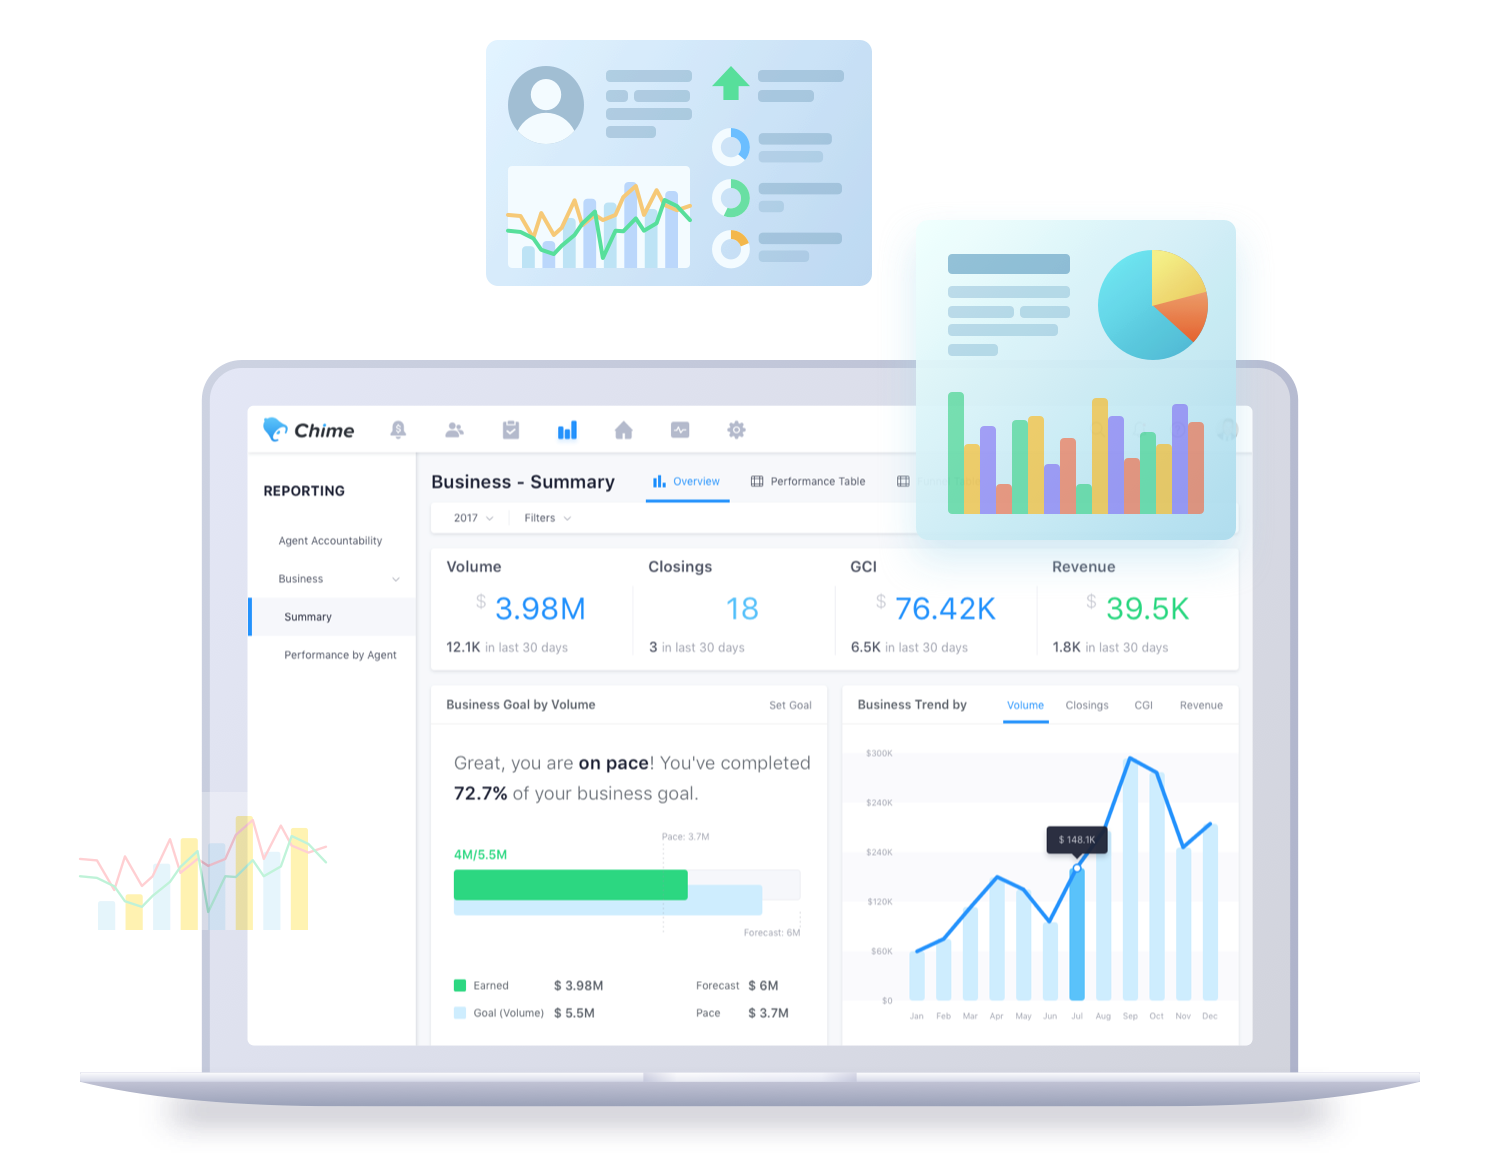 Chime
REPORTING
Agent Accountability
Business
Summary
Performance by Agent
Business - Summary
Overview
Performance Table
2017
Filters
Volume
$ 3.98M
12.1K in last 30 days
Closings
18
3 in last 30 days
GCI
$ 76.42K
6.5K in last 30 days
Revenue
$ 39.5K
1.8K in last 30 days
Business Goal by Volume
Set Goal
Great, you are on pace! You've completed
72.7% of your business goal.
Pace: 3.7M
4M/5.5M
Forecast: 6M
Earned $ 3.98M
Forecast $ 6M
Goal (Volume) $ 5.5M
Pace $ 3.7M
Business Trend by
Volume
Closings
CGI
Revenue
$300K
$240K
$ 148.1K
$240K
$120K
$60K
$0
Jan Feb Mar Apr May Jun Jul Aug Sep Oct Nov Dec